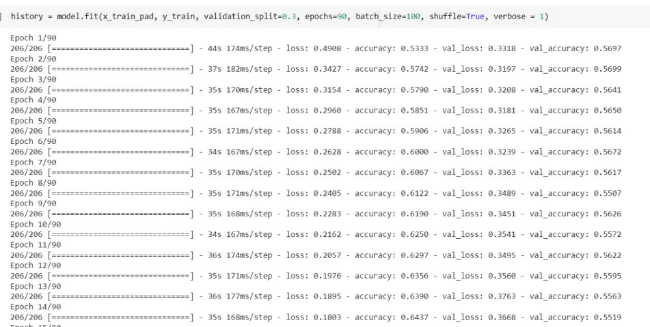 history = model.fit(x_train_pad, y_train, validation_split=0.3, epochs=90, batch_size=100, shuffle=True, verbose = 1)
Epoch 1/90
206/206 [==============================] - 44s 174ms/step - loss: 0.4908 - accuracy: 0.5333 - val_loss: 0.3318 - val_accuracy: 0.5697
Epoch 2/90
206/206 [==============================] - 37s 182ms/step - loss: 0.3427 - accuracy: 0.5742 - val_loss: 0.3197 - val_accuracy: 0.5699
Epoch 3/90
206/206 [==============================] - 35s 170ms/step - loss: 0.3154 - accuracy: 0.5790 - val_loss: 0.3208 - val_accuracy: 0.5641
Epoch 4/90
206/206 [==============================] - 35s 167ms/step - loss: 0.2960 - accuracy: 0.5851 - val_loss: 0.3181 - val_accuracy: 0.5650
Epoch 5/90
206/206 [==============================] - 35s 171ms/step - loss: 0.2788 - accuracy: 0.5906 - val_loss: 0.3265 - val_accuracy: 0.5614
Epoch 6/90
206/206 [==============================] - 34s 167ms/step - loss: 0.2628 - accuracy: 0.6000 - val_loss: 0.3239 - val_accuracy: 0.5672
Epoch 7/90
206/206 [==============================] - 35s 170ms/step - loss: 0.2502 - accuracy: 0.6067 - val_loss: 0.3363 - val_accuracy: 0.5617
Epoch 8/90
206/206 [==============================] - 35s 171ms/step - loss: 0.2405 - accuracy: 0.6122 - val_loss: 0.3489 - val_accuracy: 0.5507
Epoch 9/90
206/206 [==============================] - 35s 168ms/step - loss: 0.2283 - accuracy: 0.6190 - val_loss: 0.3451 - val_accuracy: 0.5626
Epoch 10/90
206/206 [==============================] - 34s 167ms/step - loss: 0.2162 - accuracy: 0.6250 - val_loss: 0.3541 - val_accuracy: 0.5572
Epoch 11/90
206/206 [==============================] - 36s 174ms/step - loss: 0.2057 - accuracy: 0.6297 - val_loss: 0.3495 - val_accuracy: 0.5622
Epoch 12/90
206/206 [==============================] - 35s 171ms/step - loss: 0.1976 - accuracy: 0.6356 - val_loss: 0.3560 - val_accuracy: 0.5595
Epoch 13/90
206/206 [==============================] - 36s 177ms/step - loss: 0.1895 - accuracy: 0.6390 - val_loss: 0.3763 - val_accuracy: 0.5563
Epoch 14/90
206/206 [==============================] - 35s 168ms/step - loss: 0.1803 - accuracy: 0.6437 - val_loss: 0.3668 - val_accuracy: 0.5519
Epoch 15/90